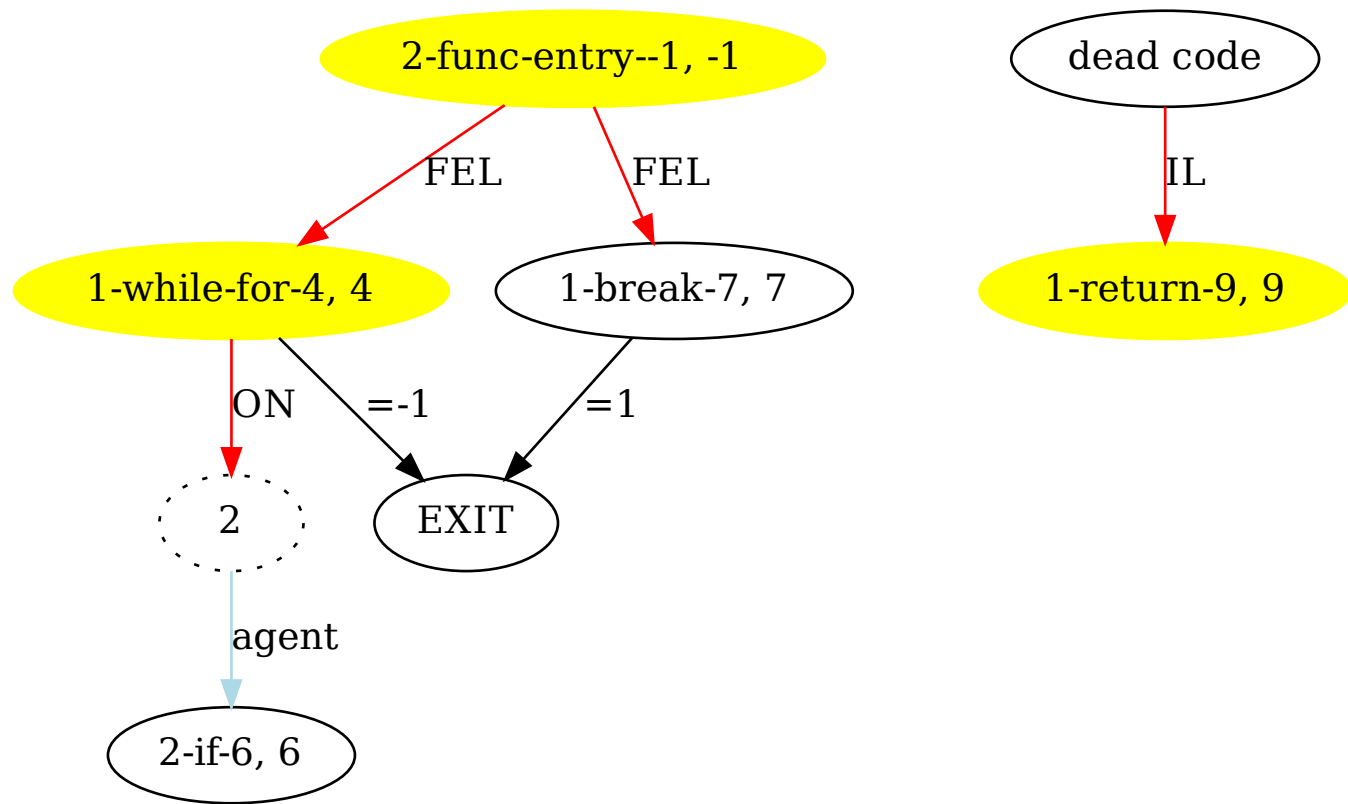 2-func-entry--1, -1
dead code
FEL
FEL
IL
1-while-for-4, 4
1-break-7, 7
1-return-9, 9
ON
=-1
=1
2
EXIT
agent
2-if-6, 6